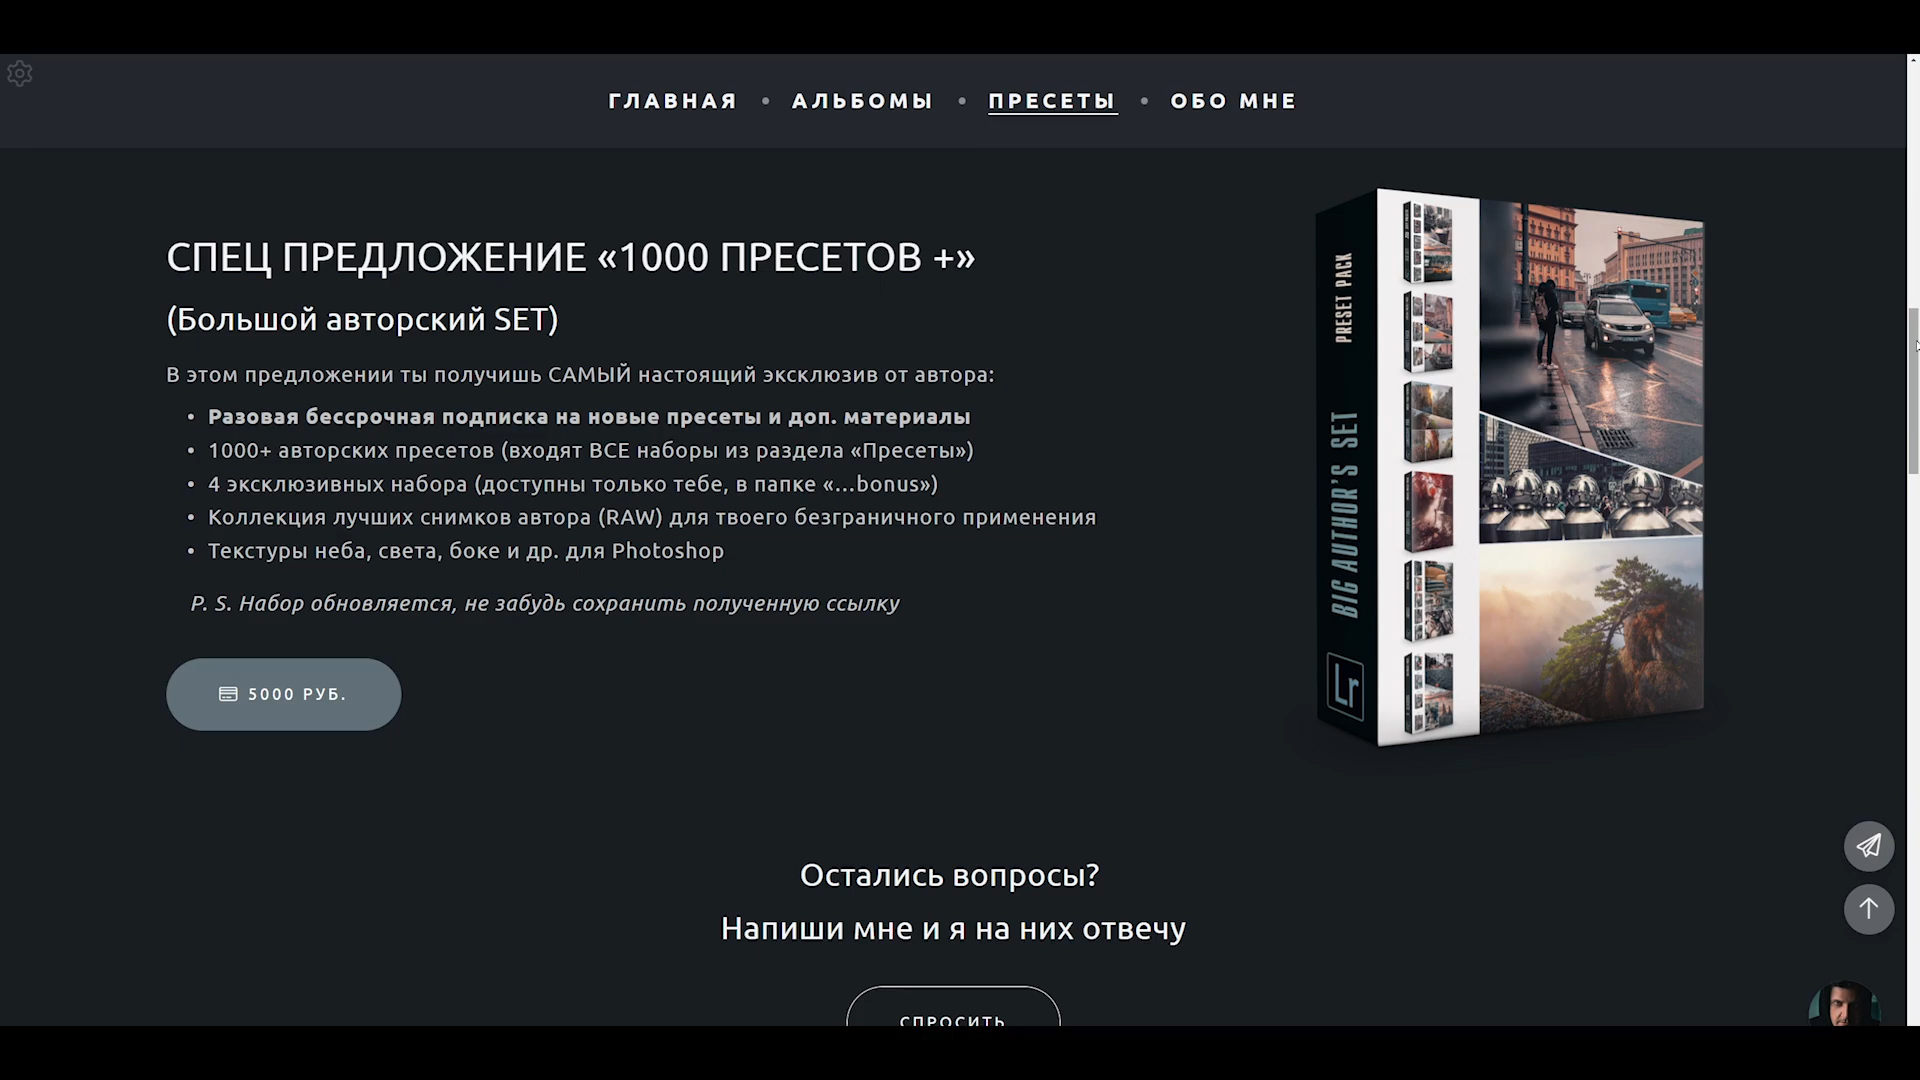 ГЛАВНАЯ • АЛЬБОМЫ • ПРЕСЕТЫ • ОБО МНЕ
СПЕЦ ПРЕДЛОЖЕНИЕ «1000 ПРЕСЕТОВ +»
(Большой авторский SET)
В этом предложении ты получишь САМЫЙ настоящий эксклюзив от автора:
• Разовая бессрочная подписка на новые пресеты и доп. материалы
• 1000+ авторских пресетов (входят ВСЕ наборы из раздела «Пресеты»)
• 4 эксклюзивных набора (доступны только тебе, в папке «...bonus»)
• Коллекция лучших снимков автора (RAW) для твоего безграничного применения
• Текстуры неба, света, боке и др. для Photoshop
P. S. Набор обновляется, не забудь сохранить полученную ссылку
5000 РУБ.
PRESET PACK
BIG AUTHOR'S SET
Lr
Остались вопросы?
Напиши мне и я на них отвечу
СПРОСИТЬ